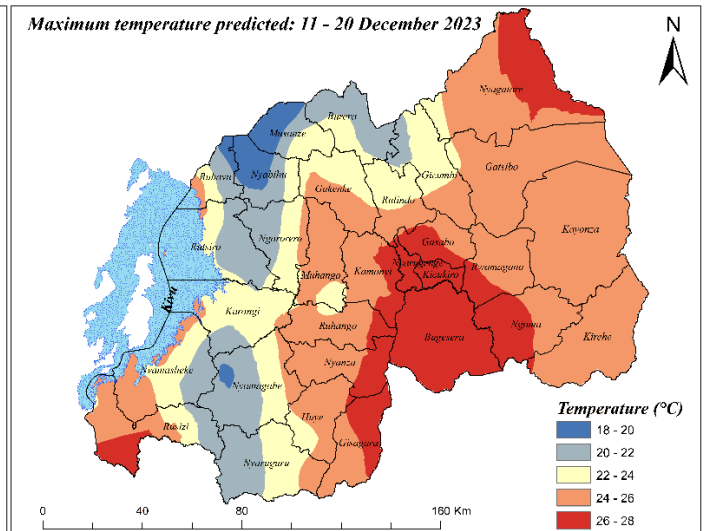 Maximum temperature predicted: 11 - 20 December 2023
N
Nyagatare
Burera
Musanze
Gatsibo
Rubavu
Nyabihu
Gicumbi
Gakenke
Rulindo
Kayonza
Rutsiro
Ngororero
Gasabo
Nyarugenge
Kicukiro
Rwamagana
Muhango
Kamonyi
Kivu
Karongi
Ruhango
Bugesera
Ngoma
Kirehe
Nyamasheke
Nyanza
Nyamagabe
Rusizi
Huye
Gisagara
Nyaruguru
Temperature (°C)
18 - 20
20 - 22
22 - 24
24 - 26
26 - 28
0 40 80 160 Km